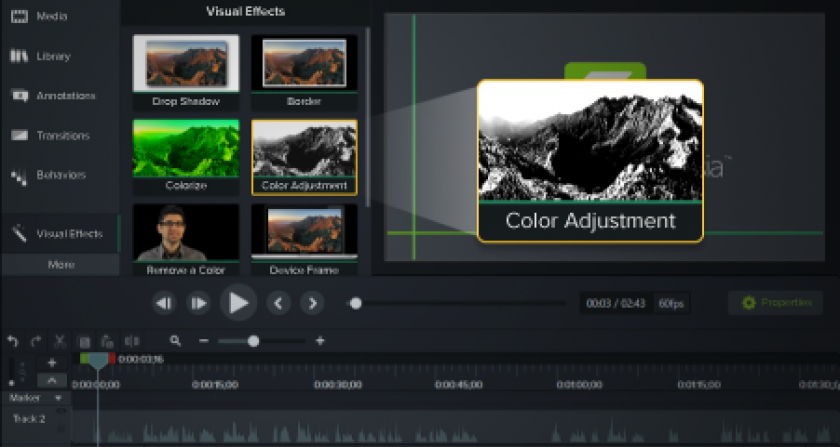 Media
Library
Annotations
Transitions
Behaviors
Visual Effects
More
Visual Effects
Drop Shadow
Border
Colorize
Color Adjustment
Remove a Color
Device Frame
Color Adjustment
00:03 / 02:43
60fps
Properties
0:00:03;16
0:00:00;00
0:00:15;00
0:00:30;00
0:00:45;00
0:01:00;00
0:01:15;00
0:01:30;
Marker
Track 2